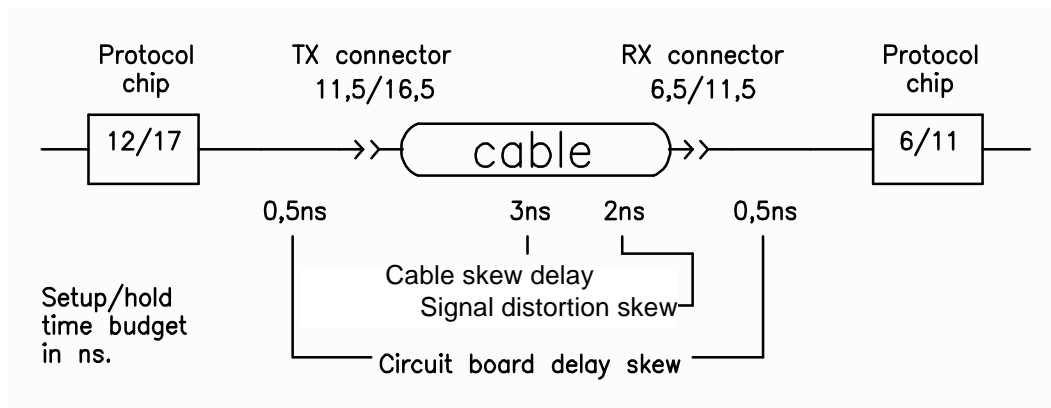 Protocol
chip
TX connector
11,5/16,5
RX connector
6,5/11,5
Protocol
chip
12/17
cable
6/11
0,5ns
3ns
2ns
0,5ns
Cable skew delay
Signal distortion skew
Setup/hold
time budget
in ns.
Circuit board delay skew